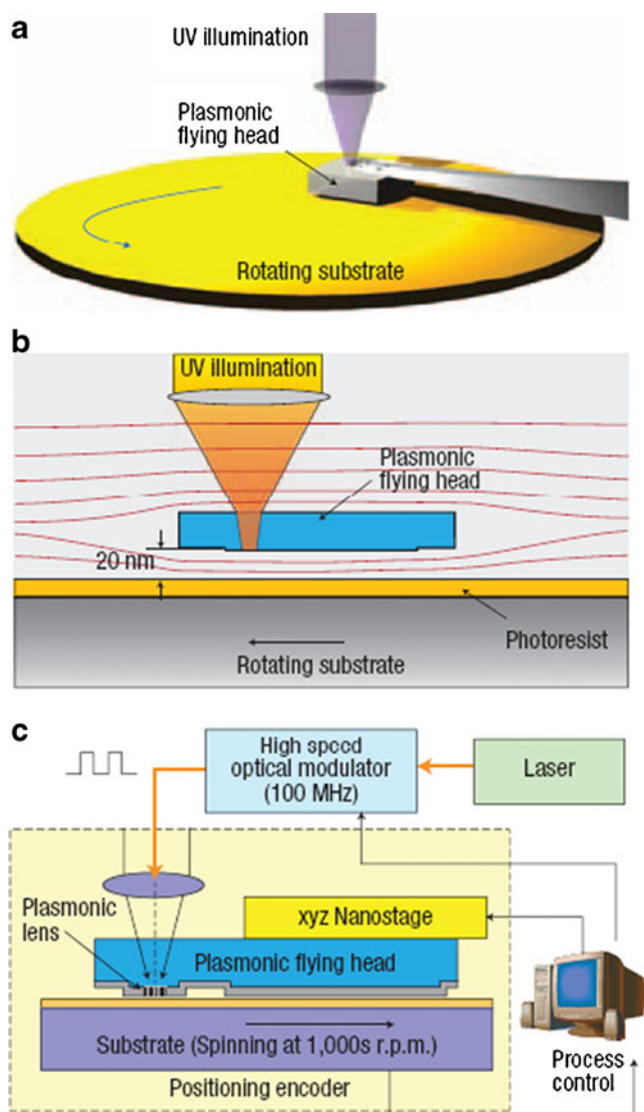 a
UV illumination
Plasmonic
flying head
Rotating substrate
b
UV illumination
Plasmonic
flying head
20 nm
Photoresist
Rotating substrate
c
High speed
optical modulator
(100 MHz)
Laser
Plasmonic
lens
xyz Nanostage
Plasmonic flying head
Substrate (Spinning at 1,000s r.p.m.)
Positioning encoder
Process
control